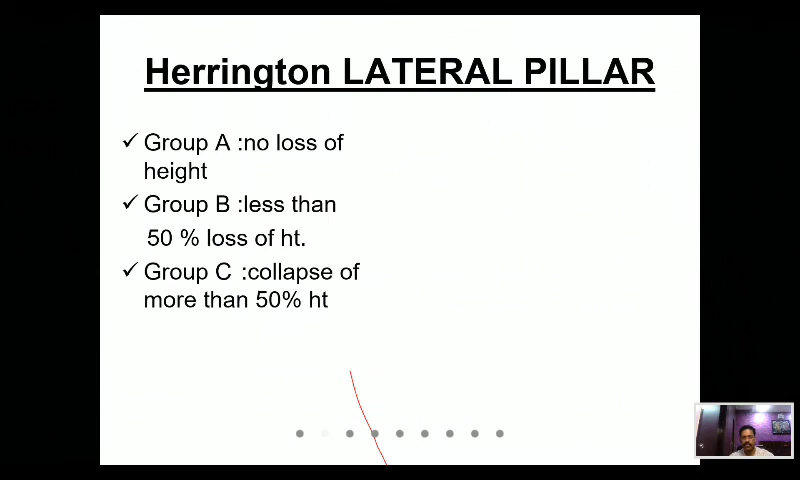 Herrington LATERAL PILLAR
✓ Group A :no loss of
height
✓ Group B :less than
50 % loss of ht.
✓ Group C :collapse of
more than 50% ht